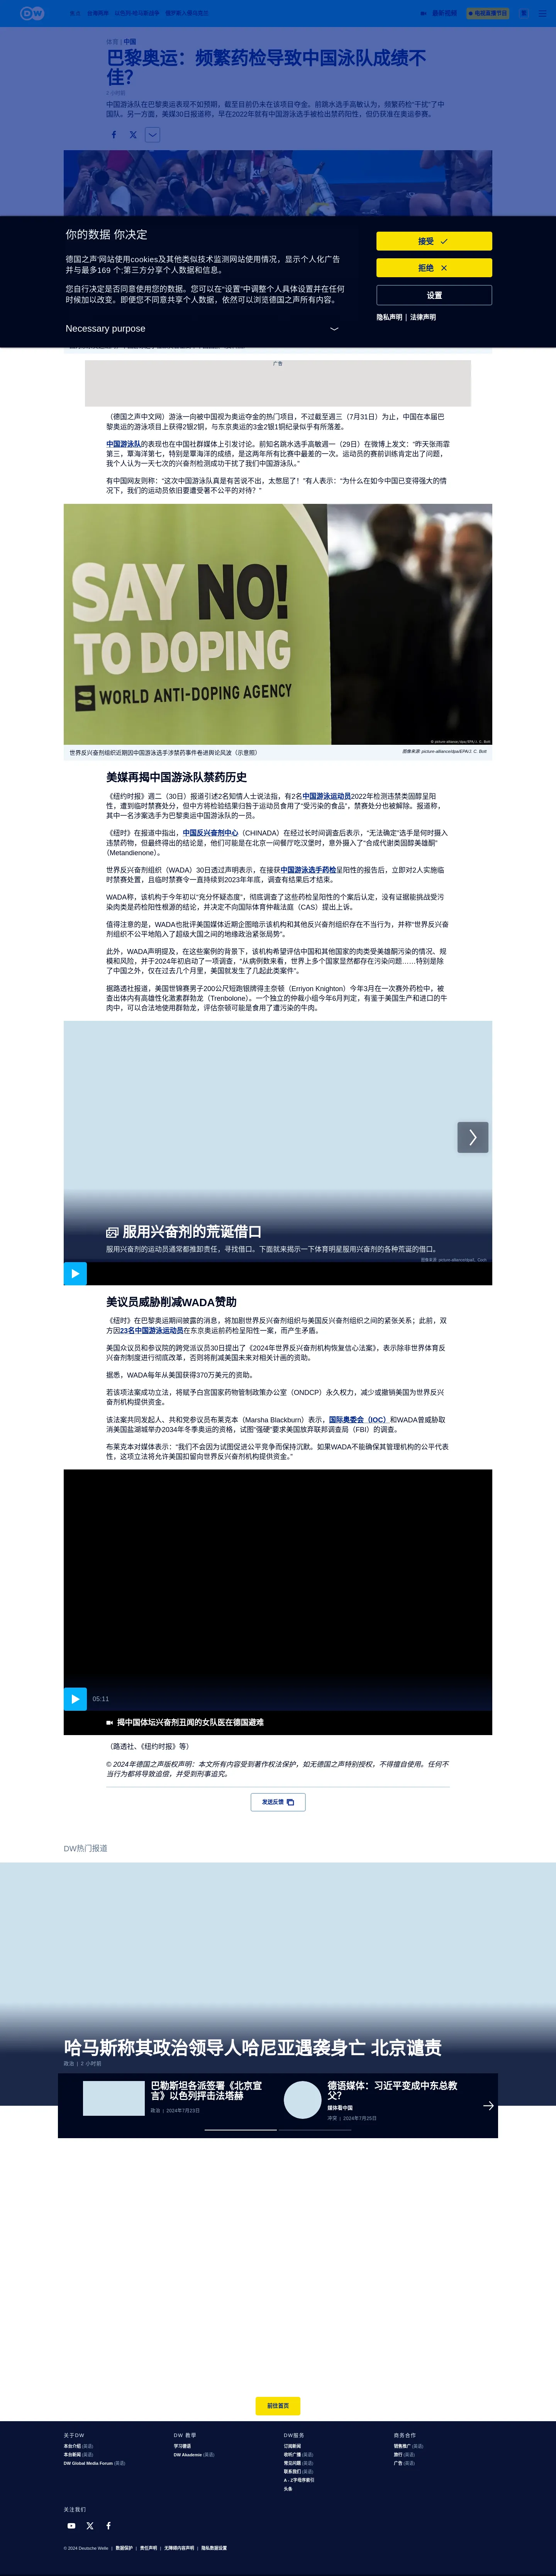 DW
最新视频
电视直播节目
体育 | 中国
巴黎奥运：频繁药检导致中国泳队成绩不
佳?
2 小时前
中国游泳队在巴黎奥运表现不如预期，截至目前仍未在该项目夺金。前跳水选手高敏认为，频繁药检"干扰"了中
国队。另一方面，美媒30日报道称，早在2022年就有中国游泳选手被检出禁药阳性，但仍获准在奥运参赛。
你的数据 你决定
德国之声'网站使用cookies及其他类似技术监测网站使用情况，显示个人化广告
并与最多169 个;第三方分享个人数据和信息。
您自行决定是否同意使用您的数据。您可以在"设置"中调整个人具体设置并在任何
时候加以改变。即便您不同意共享个人数据，依然可以浏览德国之声所有内容。
Necessary purpose
接受
拒绝
设置
隐私声明 | 法律声明
广告
（德国之声中文网）游泳一向被中国视为奥运夺金的热门项目，不过截至週三（7月31日）为止，中国在本届巴
黎奥运的游泳项目上获得2银2铜，与东京奥运的3金2银1铜纪录似乎有所落差。
中国游泳队的表现也在中国社群媒体上引发讨论。前知名跳水选手高敏週一（29日）在微博上发文："昨天张雨霏
第三，覃海洋第七，特别是覃海洋的成绩，是这两年所有比赛中最差的一次。运动员的赛前训练肯定出了问题，
我个人认为一天七次的兴奋剂检测成功干扰了我们中国游泳队。"
有中国网友则称："这次中国游泳队真是有苦说不出，太憋屈了！"有人表示："为什么在如今中国已变得强大的情
况下，我们的运动员依旧要遭受著不公平的对待？"
SAY NO!
TO DOPING
WORLD ANTI-DOPING AGENCY
© picture-alliance/dpa/EPA/J. C. Bott
世界反兴奋剂组织近期因中国游泳选手涉禁药事件卷进舆论风波（示意照）
图像来源: picture-alliance/dpa/EPA/J. C. Bott
美媒再揭中国游泳队禁药历史
《纽约时报》週二（30日）报道引述2名知情人士说法指，有2名中国游泳运动员2022年检测违禁类固醇呈阳
性，遭到临时禁赛处分，但中方将检验结果归咎于运动员食用了"受污染的食品"，禁赛处分也被解除。报道称，
其中一名涉案选手为巴黎奥运中国游泳队的一员。
《纽时》在报道中指出，中国反兴奋剂中心（CHINADA）在经过长时间调查后表示，"无法确定"选手是何时摄入
违禁药物，但最终得出的结论是，他们可能是在北京一间餐厅吃汉堡时，意外摄入了"合成代谢类固醇美雄酮"
（Metandienone）。
世界反兴奋剂组织（WADA）30日透过声明表示，在接获中国游泳选手药检呈阳性的报告后，立即对2人实施临
时禁赛处置，且临时禁赛令一直持续到2023年年底，调查有结果后才结束。
WADA称，该机构于今年初以"充分怀疑态度"，彻底调查了这些药检呈阳性的个案后认定，没有证据能挑战受污
染肉类是药检阳性根源的结论，并决定不向国际体育仲裁法庭（CAS）提出上诉。
值得注意的是，WADA也批评美国媒体近期企图暗示该机构和其他反兴奋剂组织存在不当行为，并称"世界反兴奋
剂组织不公平地陷入了超级大国之间的地缘政治紧张局势"。
此外，WADA声明提及，在这些案例的背景下，该机构希望评估中国和其他国家的肉类受美雄酮污染的情况、规
模和风险，并于2024年初启动了一项调查，"从病例数来看，世界上多个国家显然都存在污染问题……特别是除
了中国之外，仅在过去几个月里，美国就发生了几起此类案件"。
据路透社报道，美国世锦赛男子200公尺短跑银牌得主奈顿（Erriyon Knighton）今年3月在一次赛外药检中，被
查出体内有高雄性化激素群勃龙（Trenbolone）。一个独立的仲裁小组今年6月判定，有鉴于美国生产和进口的牛
肉中，可以合法地使用群勃龙，评估奈顿可能是食用了遭污染的牛肉。
服用兴奋剂的荒诞借口
服用兴奋剂的运动员通常都推卸责任，寻找借口。下面就来揭示一下体育明星服用兴奋剂的各种荒诞的借口。
美议员威胁削减WADA赞助
《纽时》在巴黎奥运期间披露的消息，将加剧世界反兴奋剂组织与美国反兴奋剂组织之间的紧张关系；此前，双
方因23名中国游泳运动员在东京奥运前药检呈阳性一案，而产生矛盾。
美国众议员和参议院的跨党派议员30日提出了《2024年世界反兴奋剂机构恢复信心法案》，表示除非世界体育反
兴奋剂制度进行彻底改革，否则将削减美国未来对相关计画的资助。
据悉，WADA每年从美国获得370万美元的资助。
若该项法案成功立法，将赋予白宫国家药物管制政策办公室（ONDCP）永久权力，减少或撤销美国为世界反兴
奋剂机构提供资金。
该法案共同发起人、共和党参议员布莱克本（Marsha Blackburn）表示，国际奥委会（IOC）和WADA曾威胁取
消美国盐湖城举办2034年冬季奥运的资格，试图"强硬"要求美国放弃联邦调查局（FBI）的调查。
布莱克本对媒体表示："我们不会因为试图促进公平竞争而保持沉默。如果WADA不能确保其管理机构的公平代表
性，这项立法将允许美国扣留向世界反兴奋剂机构提供资金。"
05:11
揭中国体坛兴奋剂丑闻的女队医在德国避难
（路透社、《纽约时报》等）
© 2024年德国之声版权声明：本文所有内容受到著作权法保护，如无德国之声特别授权，不得擅自使用。任何不
当行为都将导致追偿，并受到刑事追究。
发送反馈
DW热门报道
哈马斯称其政治领导人哈尼亚遇袭身亡 北京谴责
政治 | 2 小时前
巴勒斯坦各派签署《北京宣
言》以色列抨击法塔赫
政治 | 2024年7月23日
德语媒体：习近平变成中东总教
父？
媒体看中国
冲突 | 2024年7月25日
前往首页
关于DW
本台介绍 (英语)
本台新闻 (英语)
DW Global Media Forum (英语)
DW 教学
学习德语
DW Akademie (英语)
DW服务
订阅新闻
收听广播 (英语)
常见问题 (英语)
联系我们 (英语)
A - Z字母序索引
头条
商务合作
销售推广 (英语)
旅行 (英语)
广告 (英语)
关注我们
© 2024 Deutsche Welle | 数据保护 | 责任声明 | 无障碍内容声明 | 隐私数据设置